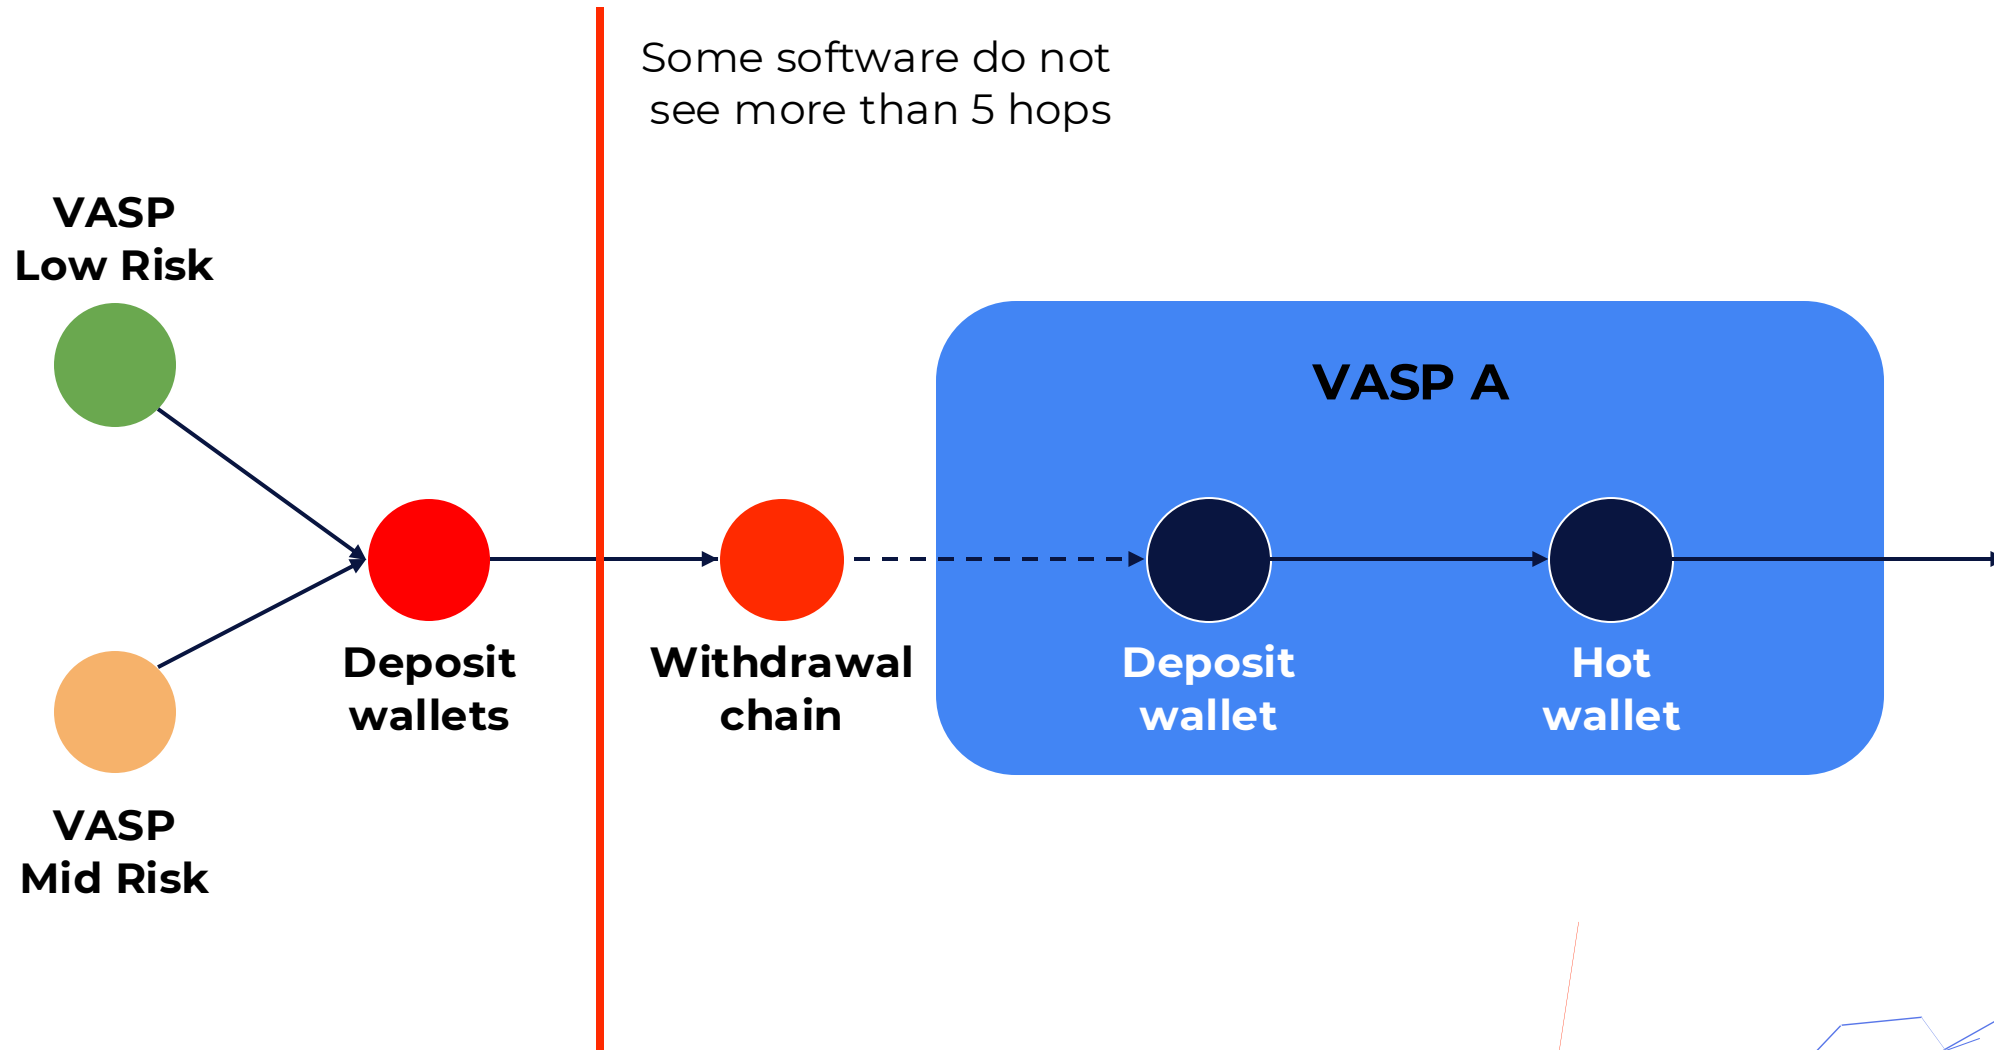 Some software do not
see more than 5 hops
VASP
Low Risk
VASP A
Deposit
wallets
Withdrawal
chain
Deposit
wallet
Hot
wallet
VASP
Mid Risk